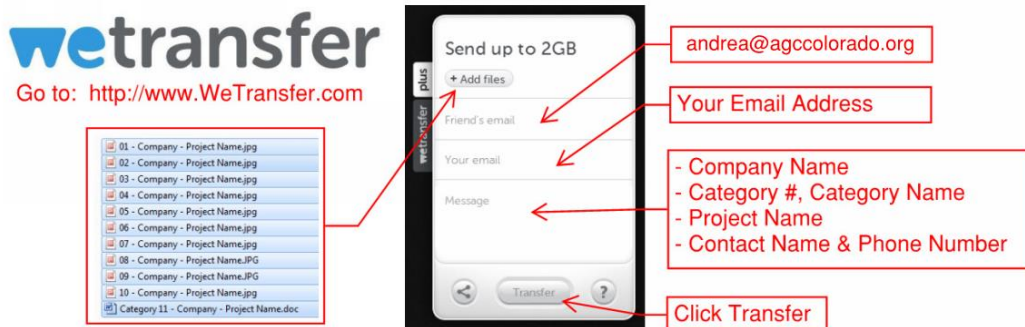 wetransfer
Go to: http://www.WeTransfer.com
01 - Company - Project Name.jpg
02 - Company - Project Name.jpg
03 - Company - Project Name.jpg
04 - Company - Project Name.jpg
05 - Company - Project Name.jpg
06 - Company - Project Name.jpg
07 - Company - Project Name.jpg
08 - Company - Project Name.JPG
09 - Company - Project Name.JPG
10 - Company - Project Name.jpg
Category 11 - Company - Project Name.doc
plus
wetransfer
Send up to 2GB
+ Add files
Friend's email
Your email
Message
Transfer
?
andrea@agccolorado.org
Your Email Address
- Company Name
- Category #, Category Name
- Project Name
- Contact Name & Phone Number
Click Transfer